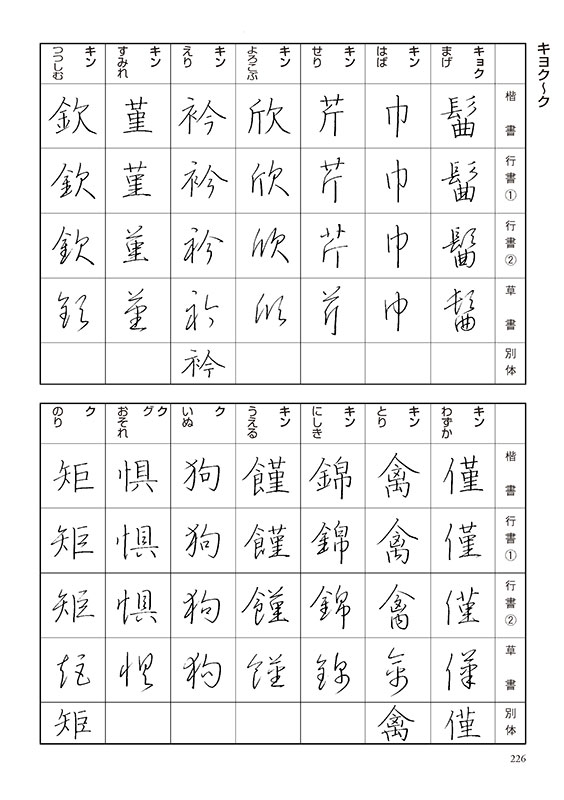 キヨク〜ク
楷書 行書① 行書② 草書 別体
キョク
まげ
髷 髷 髷 髷
キン
はば
巾 巾 巾 巾
キン
せり
芹 芹 芹 芹
キン
よろこぶ
欣 欣 欣 欣
キン
えり
衿 衿 衿 衿 衿
キン
すみれ
菫 菫 菫 菫
キン
つつしむ
欽 欽 欽 欽
楷書 行書① 行書② 草書 別体
キン
わずか
僅 僅 僅 僅 僅
キン
とり
禽 禽 禽 禽 禽
キン
にしき
錦 錦 錦 錦
キン
うえる
饉 饉 饉 饉
ク
いぬ
狗 狗 狗 狗
ク
グ
おそれ
惧 惧 惧 惧
ク
のり
矩 矩 矩 矩 矩
226